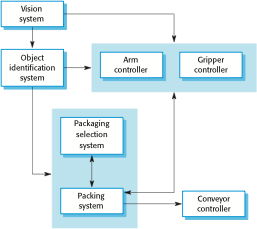 Vision
system
Object
identification
system
Arm
controller
Gripper
controller
Packaging
selection
system
Packing
system
Conveyor
controller